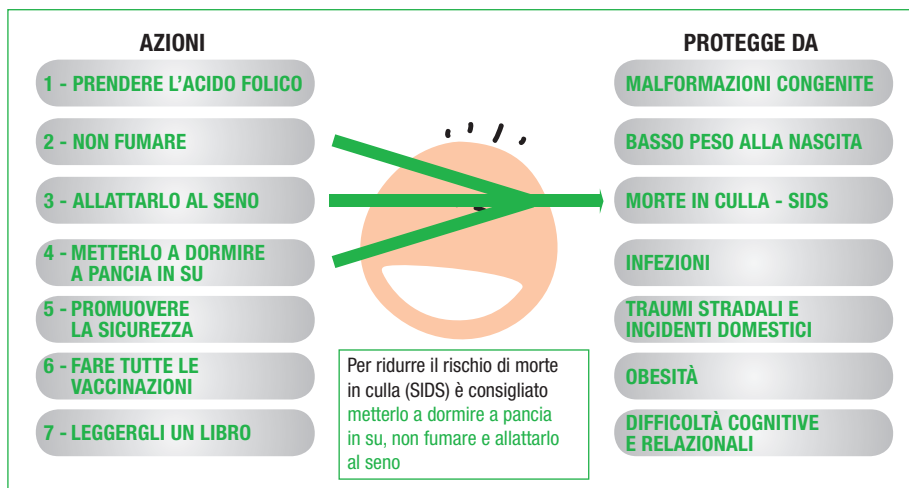 AZIONI
1 - PRENDERE L'ACIDO FOLICO
2 - NON FUMARE
3 - ALLATTARLO AL SENO
4 - METTERLO A DORMIRE
A PANCIA IN SU
5 - PROMUOVERE
LA SICUREZZA
6 - FARE TUTTE LE
VACCINAZIONI
7 - LEGGERGLI UN LIBRO
Per ridurre il rischio di morte
in culla (SIDS) è consigliato
metterlo a dormire a pancia
in su, non fumare e allattarlo
al seno
PROTEGGE DA
MALFORMAZIONI CONGENITE
BASSO PESO ALLA NASCITA
MORTE IN CULLA - SIDS
INFEZIONI
TRAUMI STRADALI E
INCIDENTI DOMESTICI
OBESITÀ
DIFFICOLTÀ COGNITIVE
E RELAZIONALI